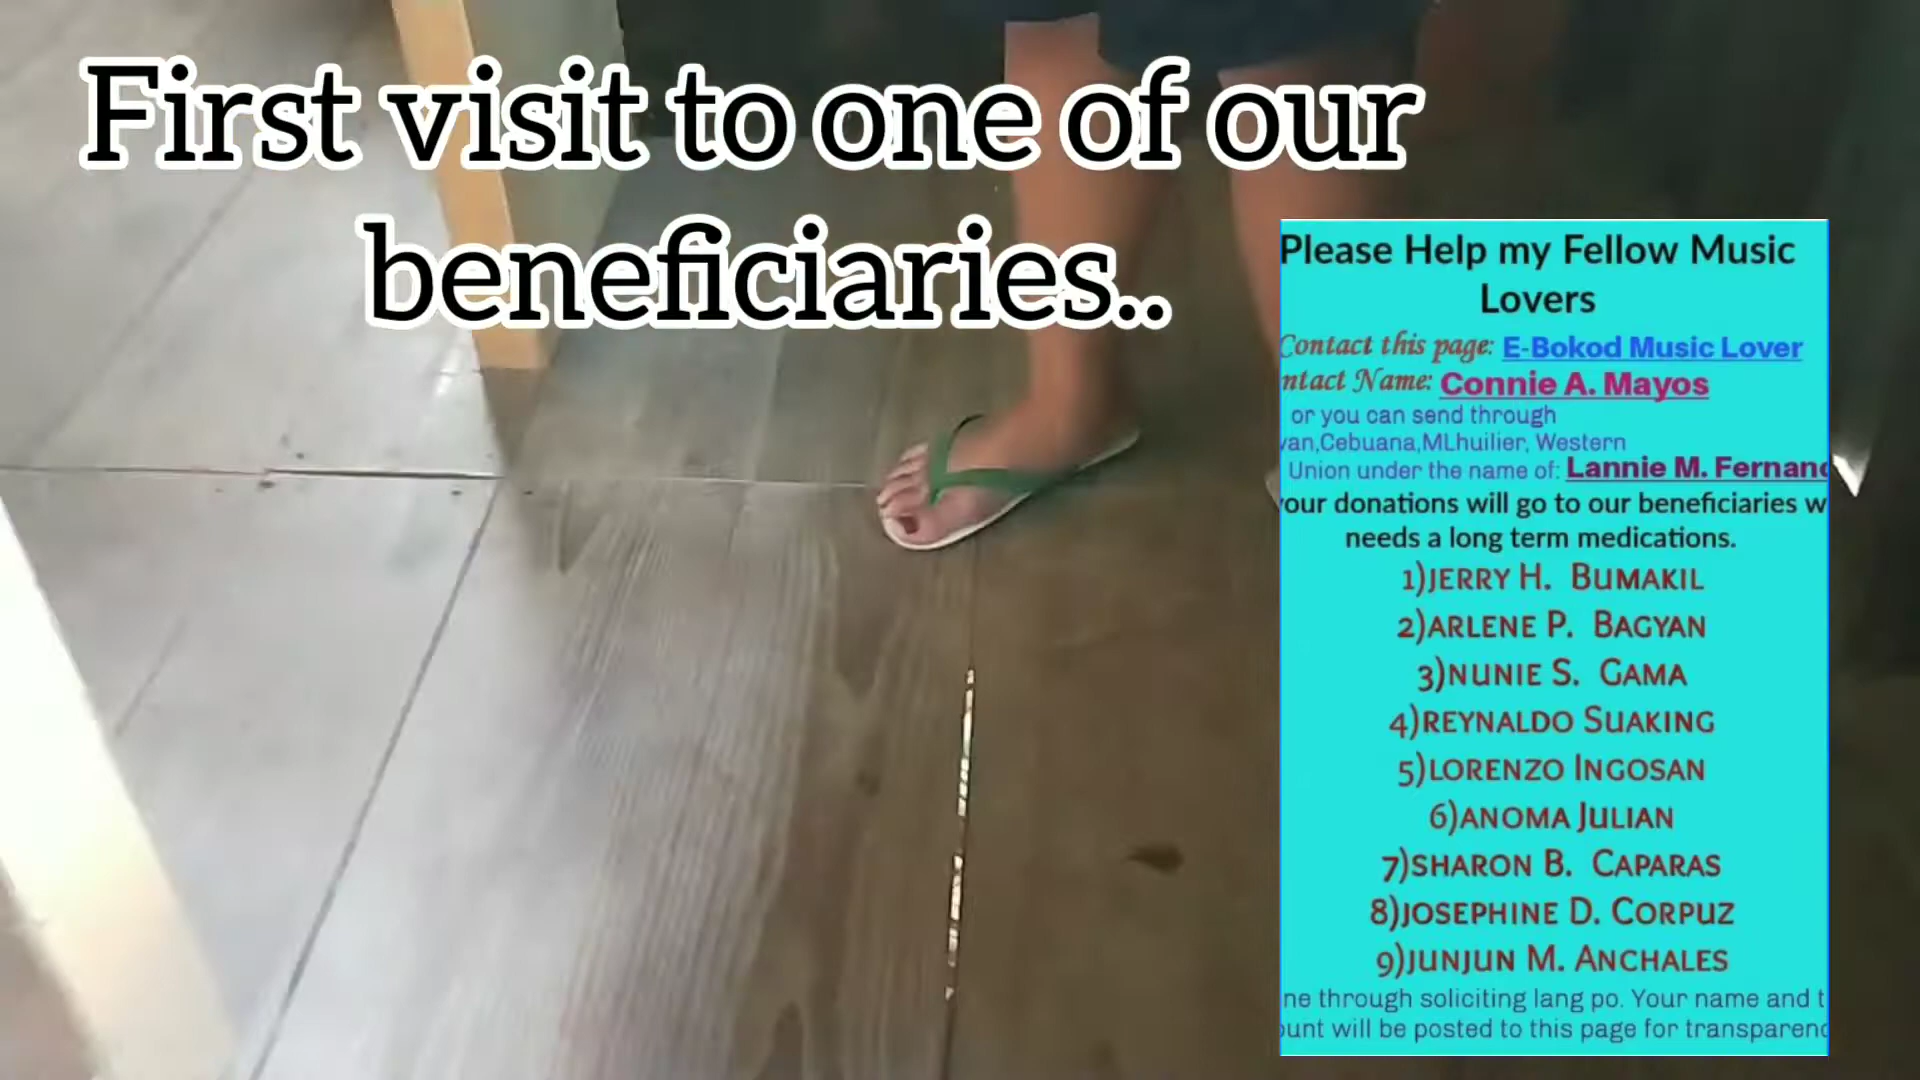 First visit to one of our
beneficiaries..
Please Help my Fellow Music
Lovers
Contact this page: E-Bokod Music Lover
Name: Connie A. Mayos
or you can send through
Cebuana,MLhuilier, Western
Union under the name of: Lannie M.
your donations will go to our beneficiaries
needs a long term medications.
1)JERRY H. BUMAKIL
2)ARLENE P. BAGYAN
3)NUNIE S. GAMA
4)REYNALDO SUAKING
5)LORENZO INGOSAN
6)ANOMA JULIAN
7)SHARON B. CAPARAS
8)JOSEPHINE D. CORPUZ
9)JUNJUN M. ANCHALES
through soliciting lang po. Your name and
will be posted to this page for